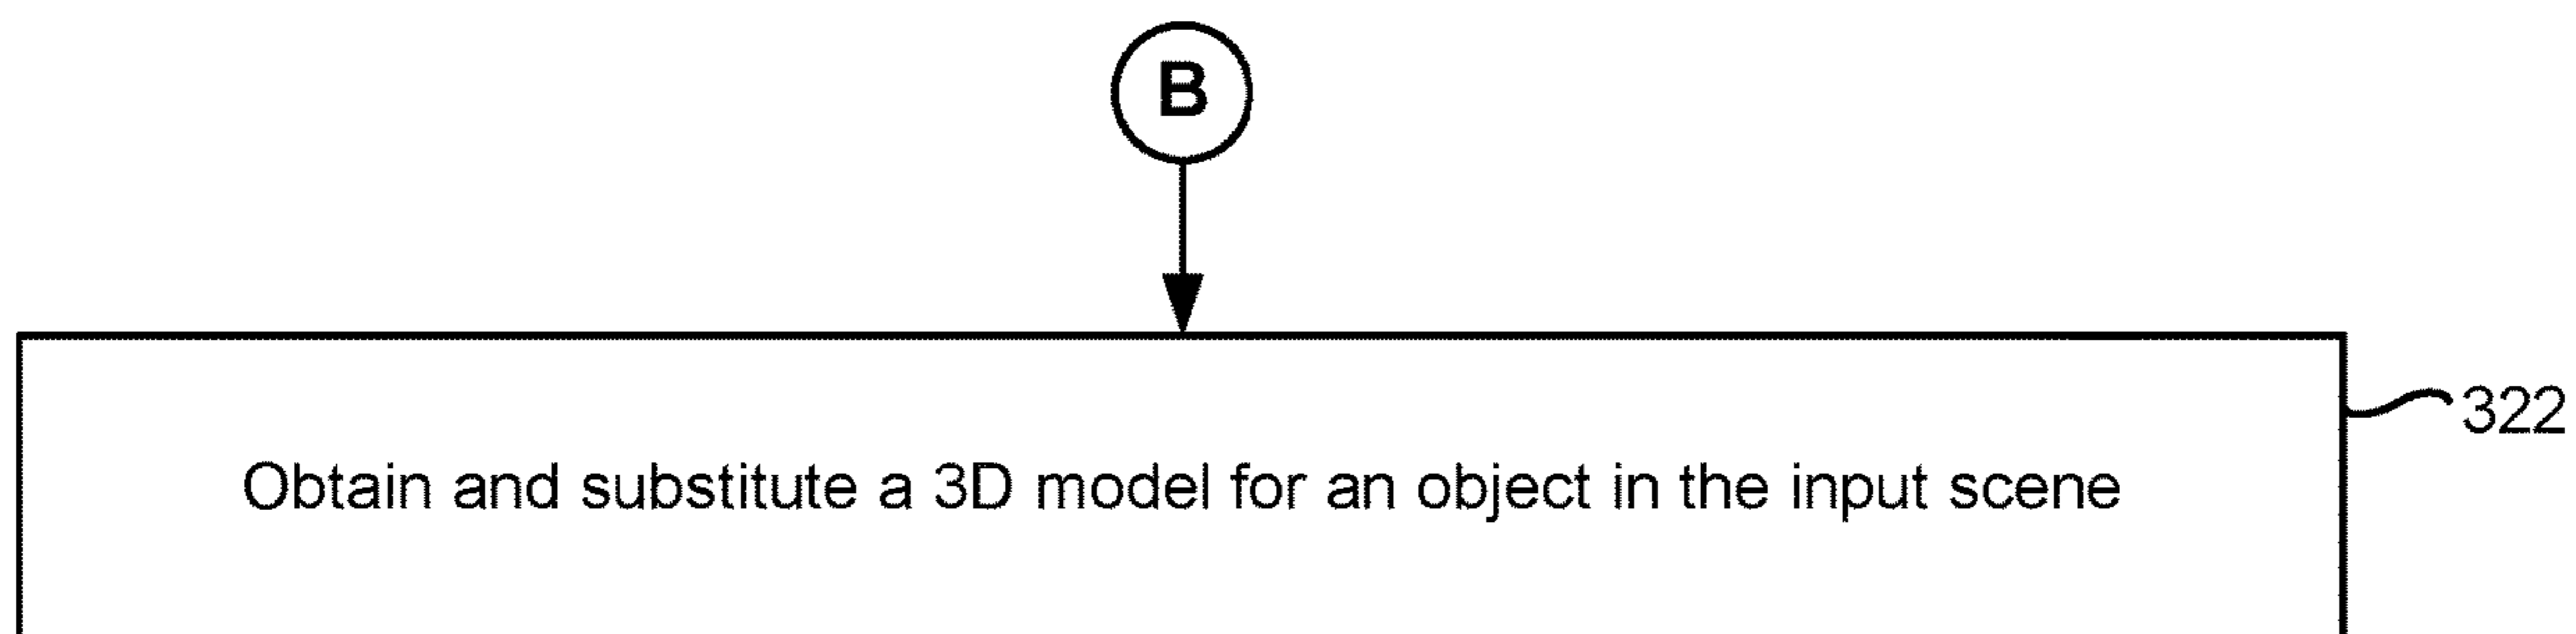 B
322
Obtain and substitute a 3D model for an object in the input scene